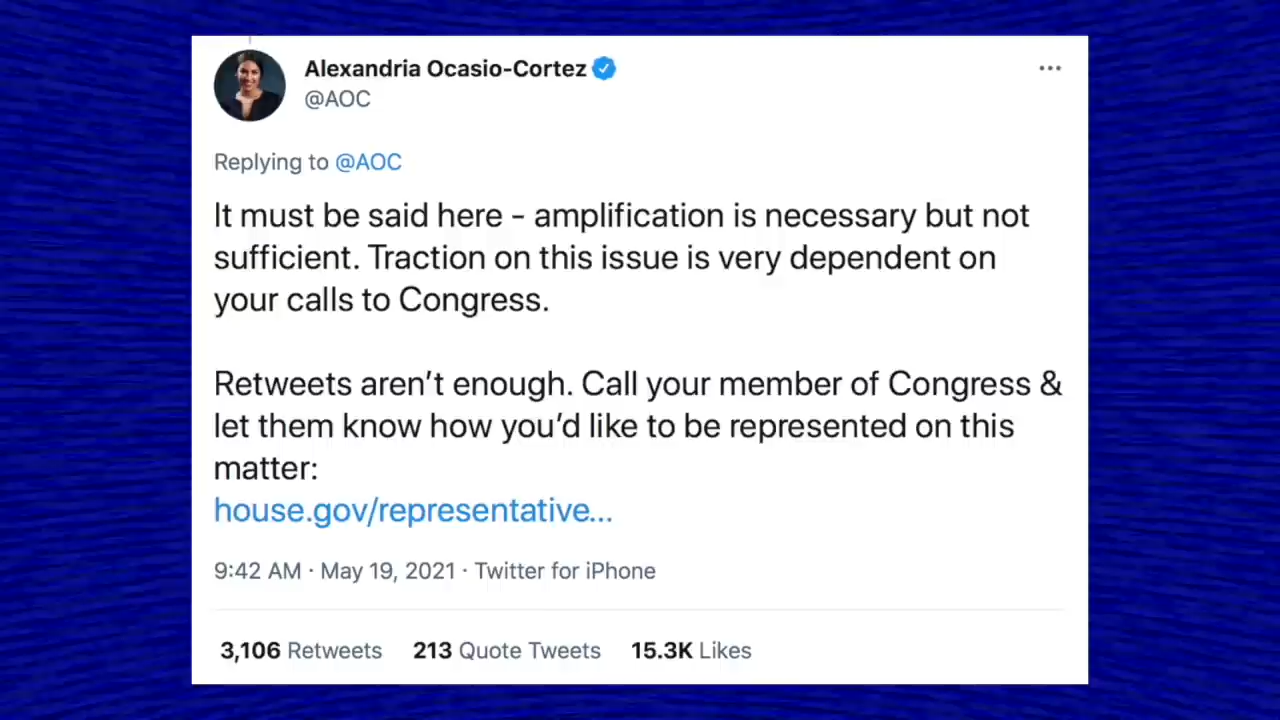 Alexandria Ocasio-Cortez
@AOC
Replying to @AOC
It must be said here - amplification is necessary but not
sufficient. Traction on this issue is very dependent on
your calls to Congress.
Retweets aren’t enough. Call your member of Congress &
let them know how you’d like to be represented on this
matter:
house.gov/representative...
9:42 AM · May 19, 2021 · Twitter for iPhone
3,106 Retweets 213 Quote Tweets 15.3K Likes